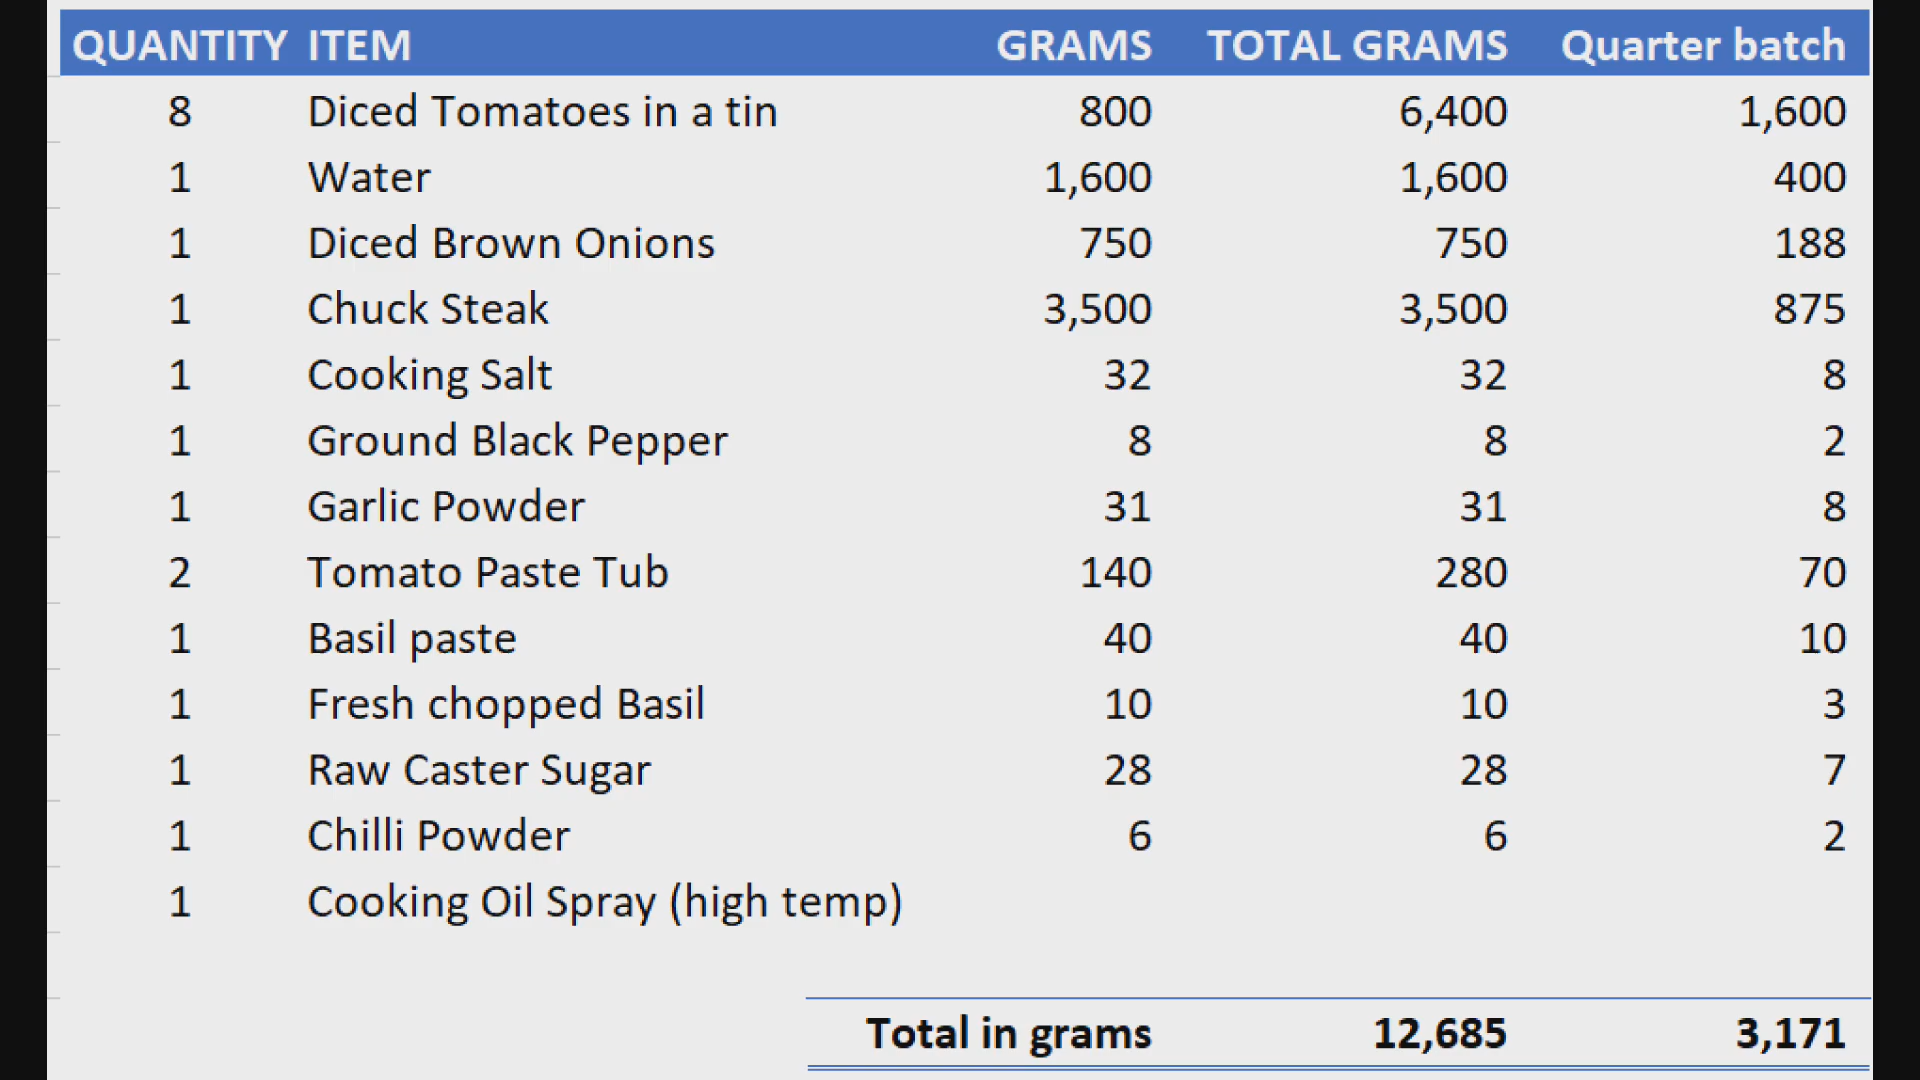 QUANTITY ITEM GRAMS TOTAL GRAMS Quarter batch
8 Diced Tomatoes in a tin 800 6,400 1,600
1 Water 1,600 1,600 400
1 Diced Brown Onions 750 750 188
1 Chuck Steak 3,500 3,500 875
1 Cooking Salt 32 32 8
1 Ground Black Pepper 8 8 2
1 Garlic Powder 31 31 8
2 Tomato Paste Tub 140 280 70
1 Basil paste 40 40 10
1 Fresh chopped Basil 10 10 3
1 Raw Caster Sugar 28 28 7
1 Chilli Powder 6 6 2
1 Cooking Oil Spray (high temp)
Total in grams 12,685 3,171